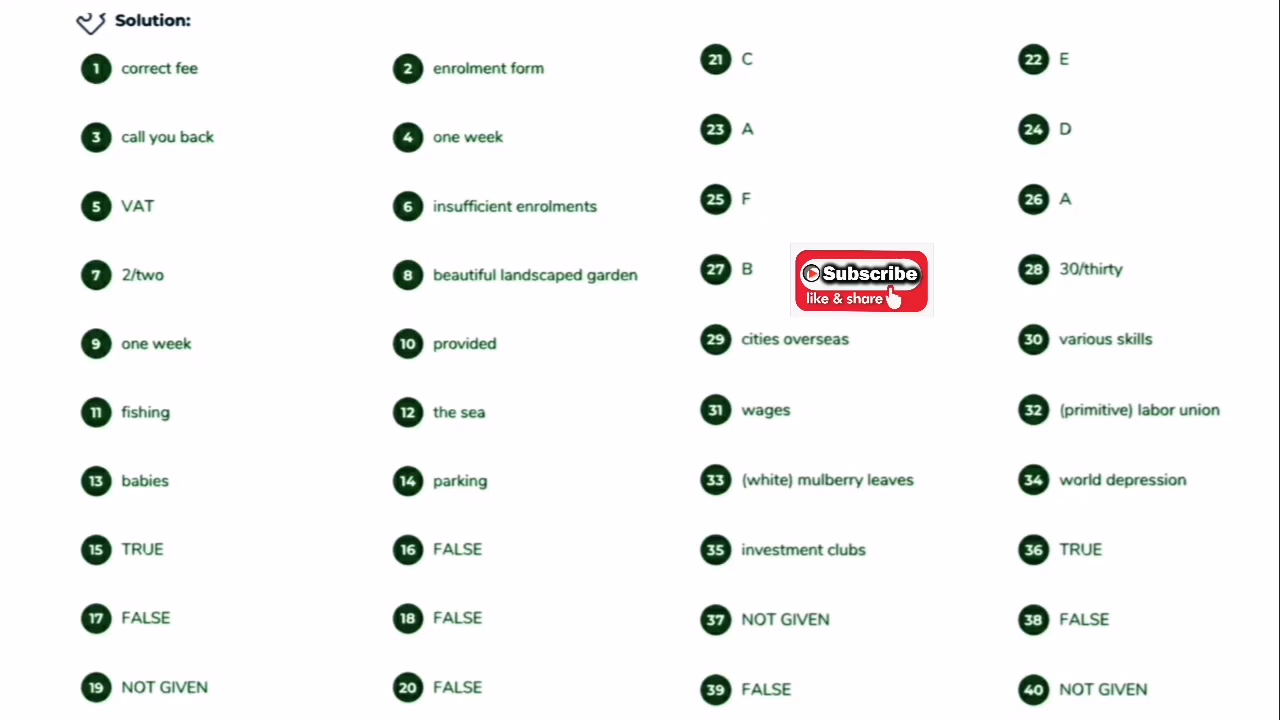 Solution:
1 correct fee
2 enrolment form
3 call you back
4 one week
5 VAT
6 insufficient enrolments
7 2/two
8 beautiful landscaped garden
9 one week
10 provided
11 fishing
12 the sea
13 babies
14 parking
15 TRUE
16 FALSE
17 FALSE
18 FALSE
19 NOT GIVEN
20 FALSE
21 C
22 E
23 A
24 D
25 F
26 A
27 B
Subscribe
like & share
28 30/thirty
29 cities overseas
30 various skills
31 wages
32 (primitive) labor union
33 (white) mulberry leaves
34 world depression
35 investment clubs
36 TRUE
37 NOT GIVEN
38 FALSE
39 FALSE
40 NOT GIVEN